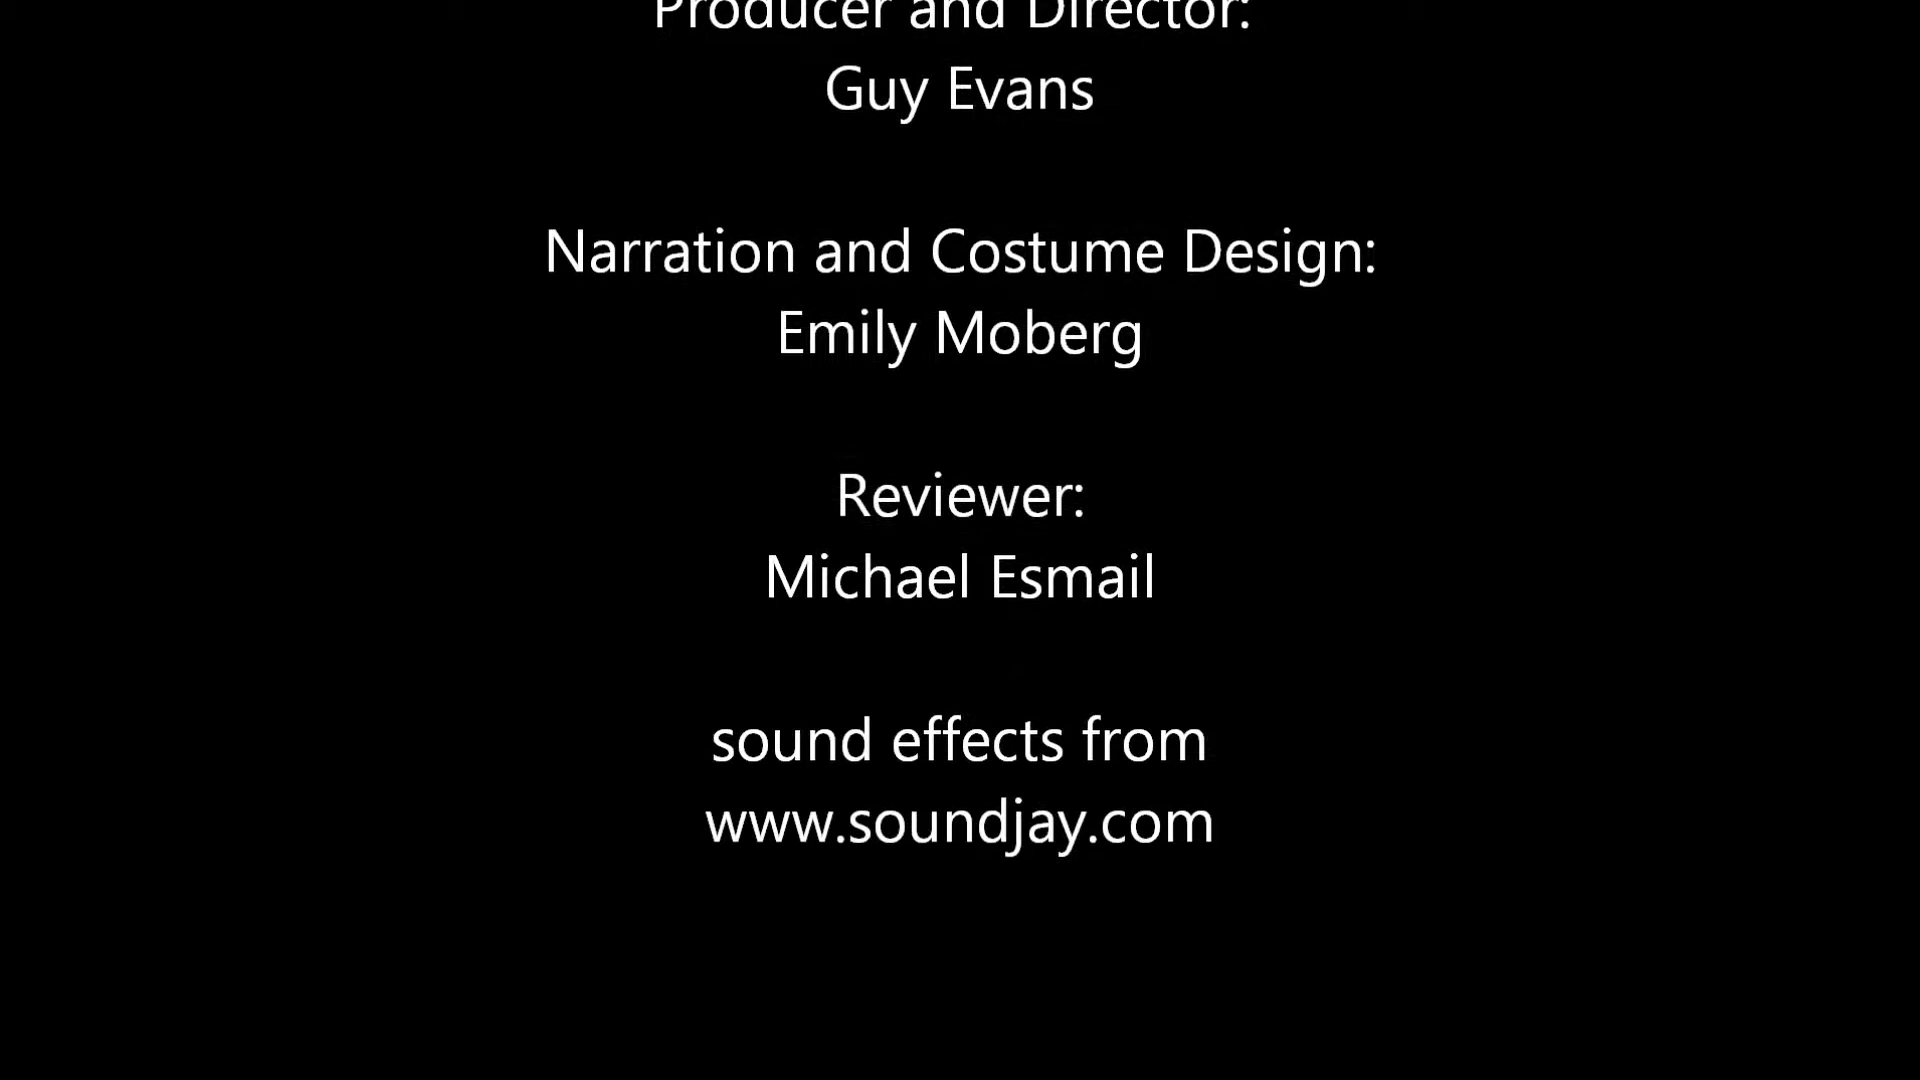 Producer and Director:
Guy Evans
Narration and Costume Design:
Emily Moberg
Reviewer:
Michael Esmail
sound effects from
www.soundjay.com